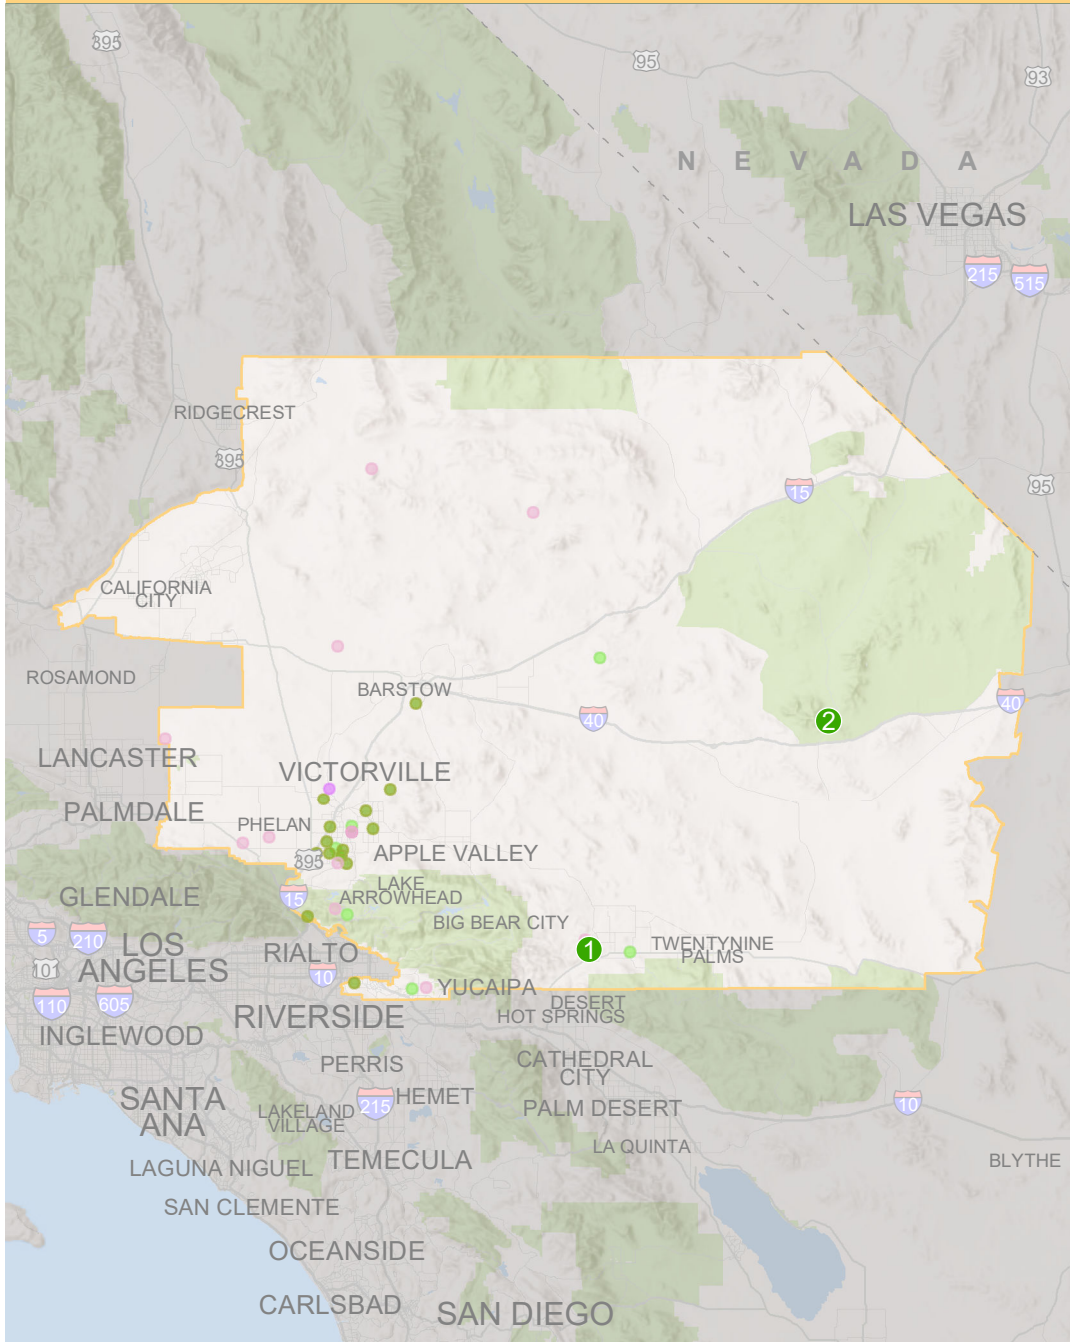 395
95
93
N E V A D A
LAS VEGAS
215
515
RIDGECREST
395
15
95
CALIFORNIA
CITY
ROSAMOND
BARSTOW
40
40
2
LANCASTER
VICTORVILLE
PALMDALE
PHELAN
395
APPLE VALLEY
15
LAKE
ARROWHEAD
GLENDALE
BIG BEAR CITY
5
210
LOS
ANGELES
RIALTO
1
TWENTYNINE
PALMS
101
10
110
605
YUCAIPA
DESERT
HOT SPRINGS
RIVERSIDE
INGLEWOOD
PERRIS
CATHEDRAL
CITY
SANTA
ANA
LAKELAND
VILLAGE
215
HEMET
PALM DESERT
10
LA QUINTA
LAGUNA NIGUEL
TEMECULA
BLYTHE
SAN CLEMENTE
OCEANSIDE
CARLSBAD
SAN DIEGO